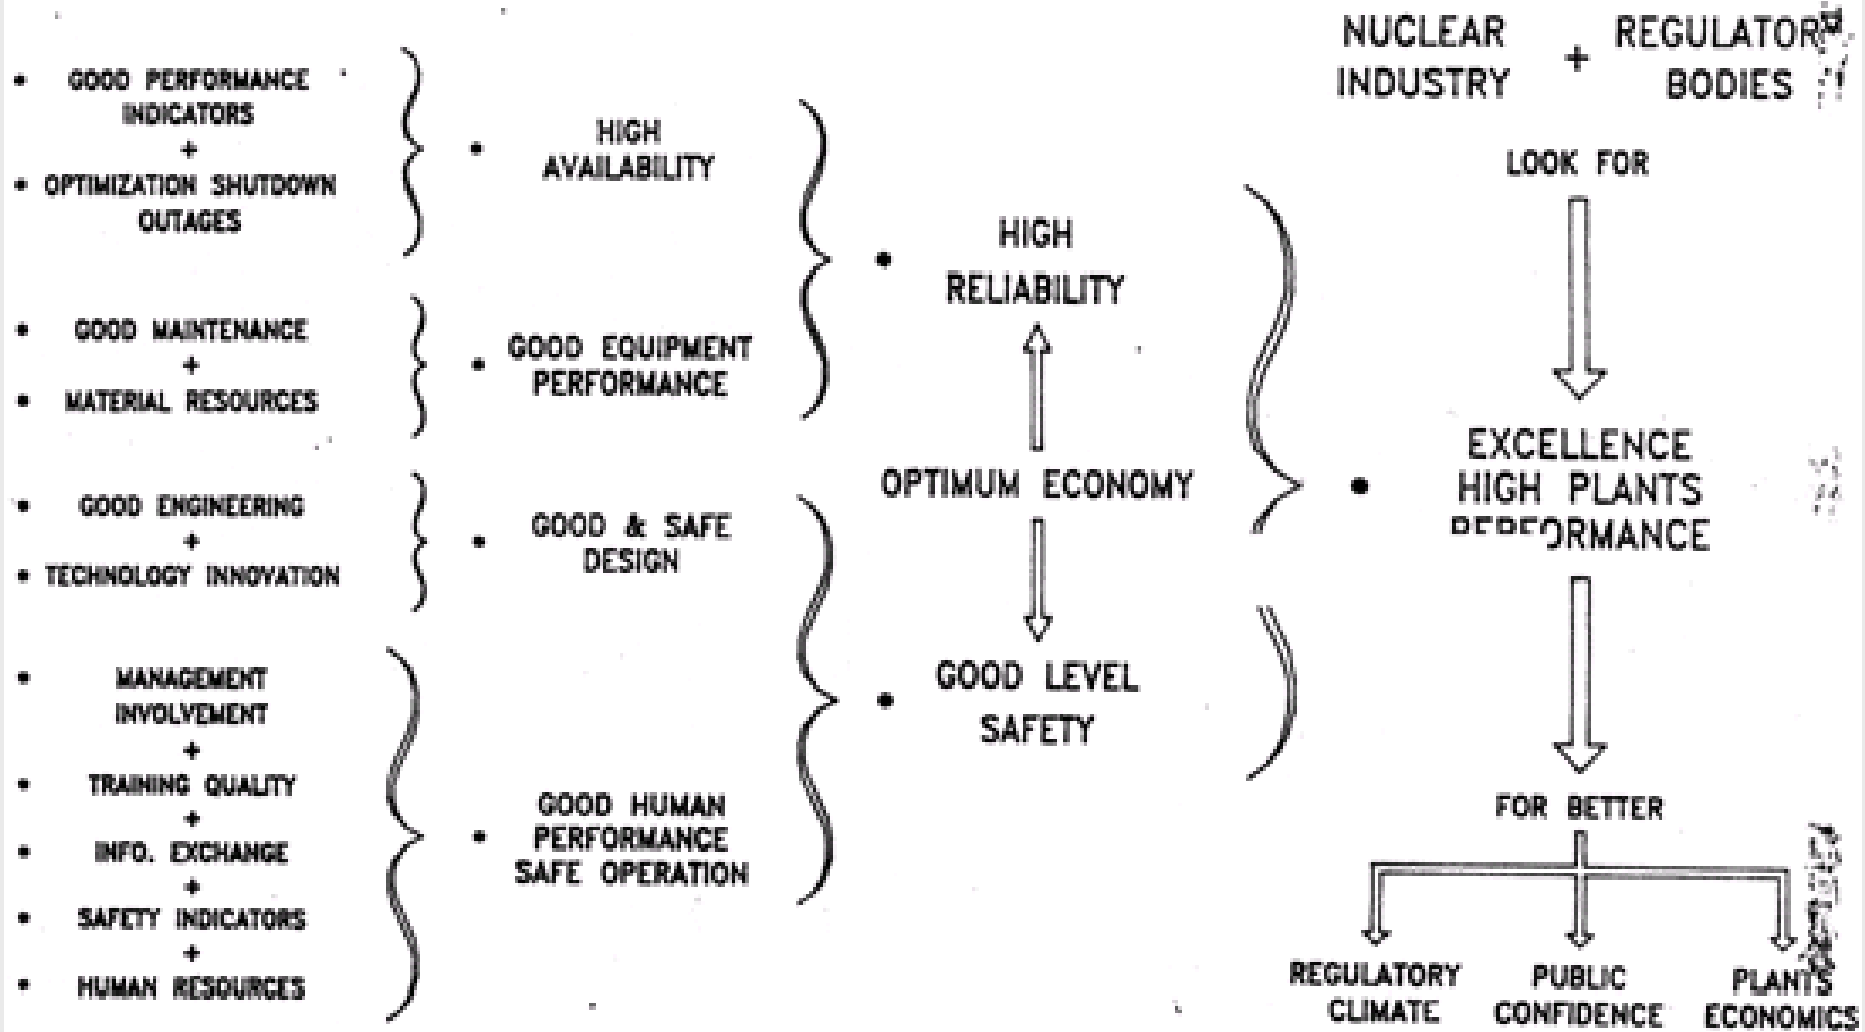 • GOOD PERFORMANCE
INDICATORS
+
• OPTIMIZATION SHUTDOWN
OUTAGES
• GOOD MAINTENANCE
+
• MATERIAL RESOURCES
• GOOD ENGINEERING
+
• TECHNOLOGY INNOVATION
• MANAGEMENT
INVOLVEMENT
+
• TRAINING QUALITY
+
• INFO. EXCHANGE
+
• SAFETY INDICATORS
+
• HUMAN RESOURCES
• HIGH
AVAILABILITY
• GOOD EQUIPMENT
PERFORMANCE
• GOOD & SAFE
DESIGN
• GOOD HUMAN
PERFORMANCE
SAFE OPERATION
• HIGH
RELIABILITY
OPTIMUM ECONOMY
• GOOD LEVEL
SAFETY
NUCLEAR
INDUSTRY
+
REGULATORY
BODIES
LOOK FOR
• EXCELLENCE
HIGH PLANTS
PERFORMANCE
FOR BETTER
REGULATORY
CLIMATE
PUBLIC
CONFIDENCE
PLANTS
ECONOMICS